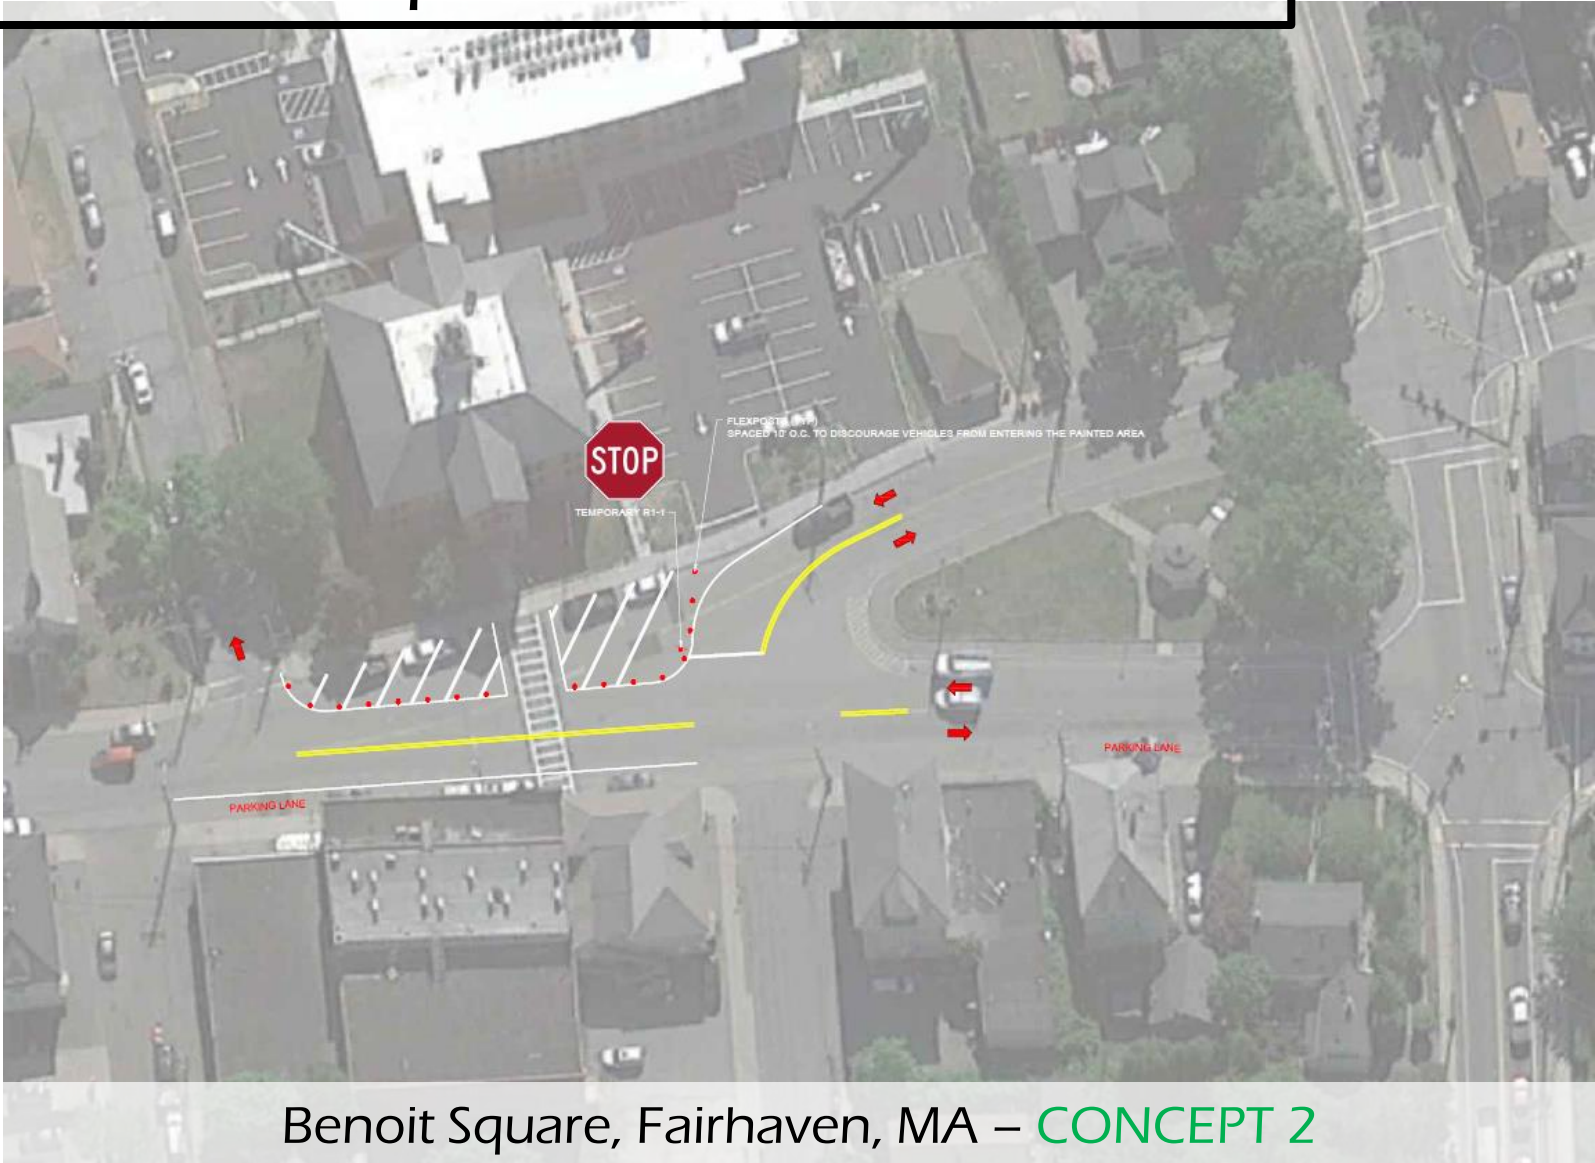 FLEXPOSTS (TYP.)
SPACED 10' O.C. TO DISCOURAGE VEHICLES FROM ENTERING THE PAINTED AREA
STOP
TEMPORARY R1-1
PARKING LANE
PARKING LANE
Benoit Square, Fairhaven, MA – CONCEPT 2